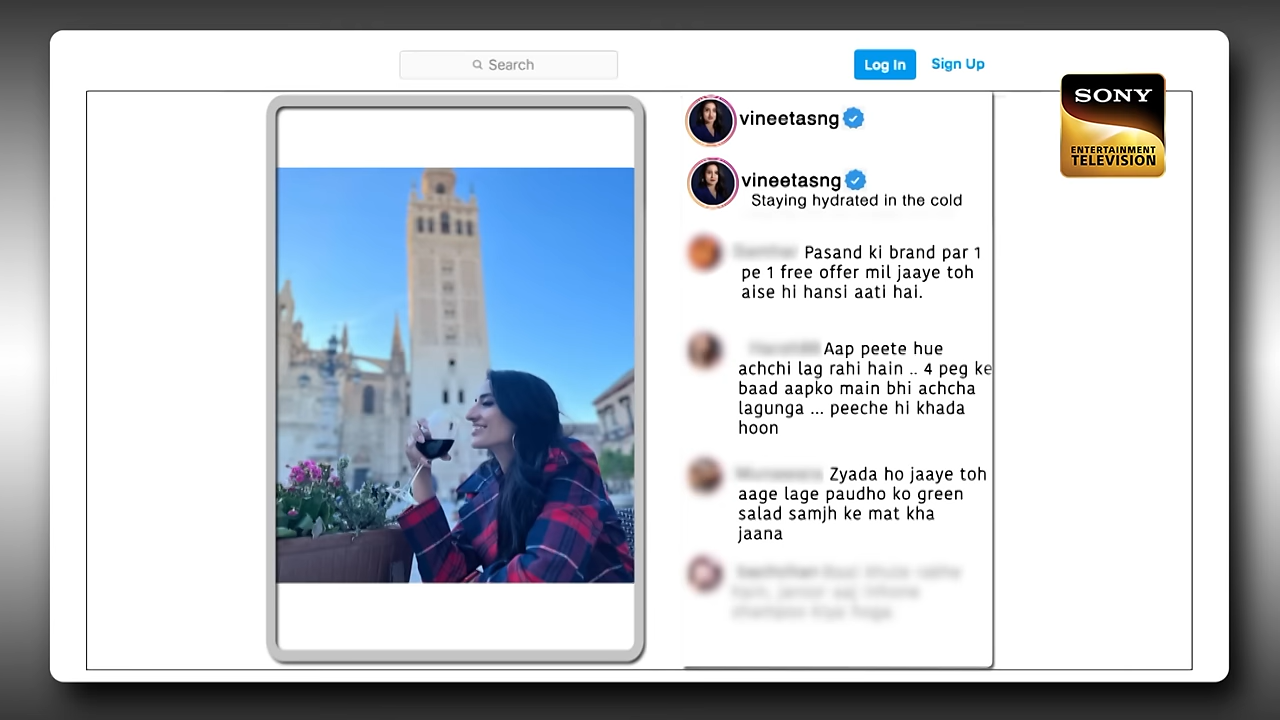 Search
Log In
Sign Up
SONY
ENTERTAINMENT
TELEVISION
vineetasng
vineetasng
Staying hydrated in the cold
Pasand ki brand par 1
pe 1 free offer mil jaaye toh
aise hi hansi aati hai.
Aap peete hue
achchi lag rahi hain .. 4 peg ke
baad aapko main bhi achcha
lagunga ... peeche hi khada
hoon
Zyada ho jaaye toh
aage lage paudho ko green
salad samjh ke mat kha
jaana